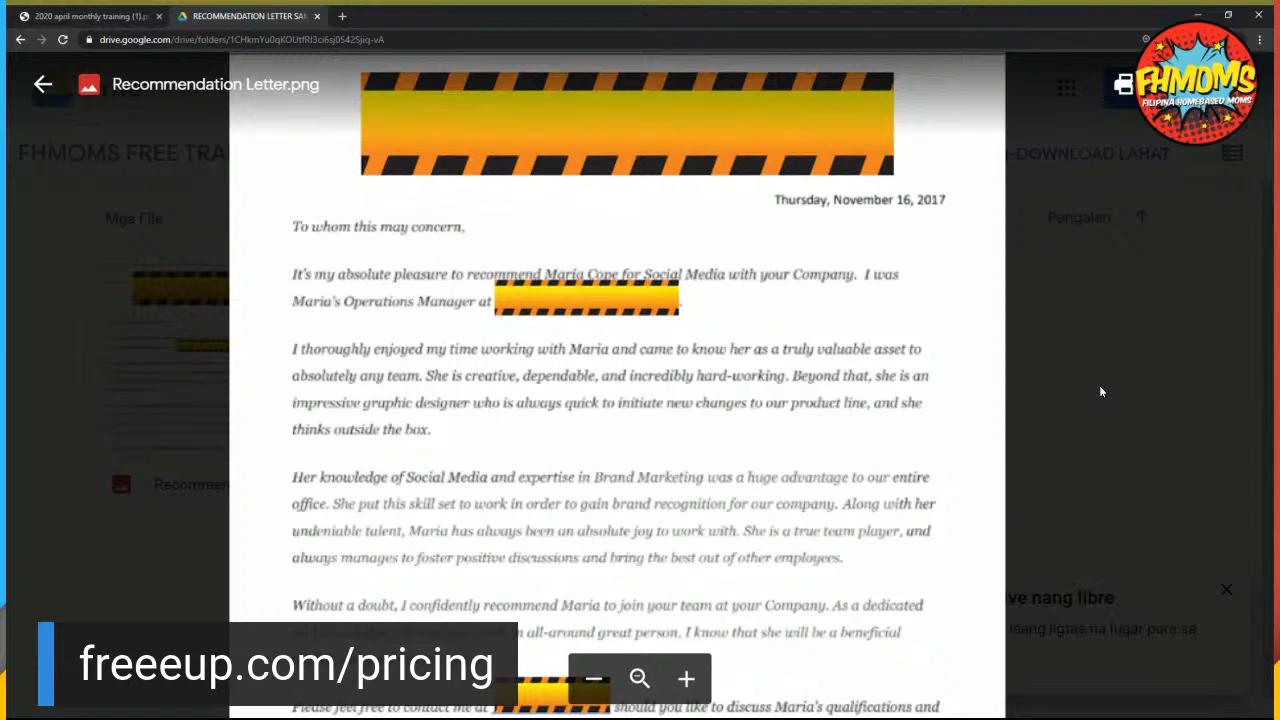 2020 april monthly training (1).p
RECOMMENDATION LETTER SAM
drive.google.com/drive/folders/1CHkmYu0qKOUtfRI3ci6sj0542Sjiq-vA
Recommendation Letter.png
FHMOMS
FILIPINA HOMEBASED MOMS
FHMOMS FREE TRA
-DOWNLOAD LAHAT
Mga File
Pangalan
Thursday, November 16, 2017
To whom this may concern,
It's my absolute pleasure to recommend Maria Cope for Social Media with your Company. I was
Maria's Operations Manager at
I thoroughly enjoyed my time working with Maria and came to know her as a truly valuable asset to
absolutely any team. She is creative, dependable, and incredibly hard-working. Beyond that, she is an
impressive graphic designer who is always quick to initiate new changes to our product line, and she
thinks outside the box.
Her knowledge of Social Media and expertise in Brand Marketing was a huge advantage to our entire
office. She put this skill set to work in order to gain brand recognition for our company. Along with her
undeniable talent, Maria has always been an absolute joy to work with. She is a true team player, and
always manages to foster positive discussions and bring the best out of other employees.
Recommen
Without a doubt, I confidently recommend Maria to join your team at your Company. As a dedicated
all-around great person, I know that she will be a beneficial
ve nang libre
isang ligtas na lugar para sa
freeeup.com/pricing
Please feel free to contact me at should you like to discuss Maria's qualifications and